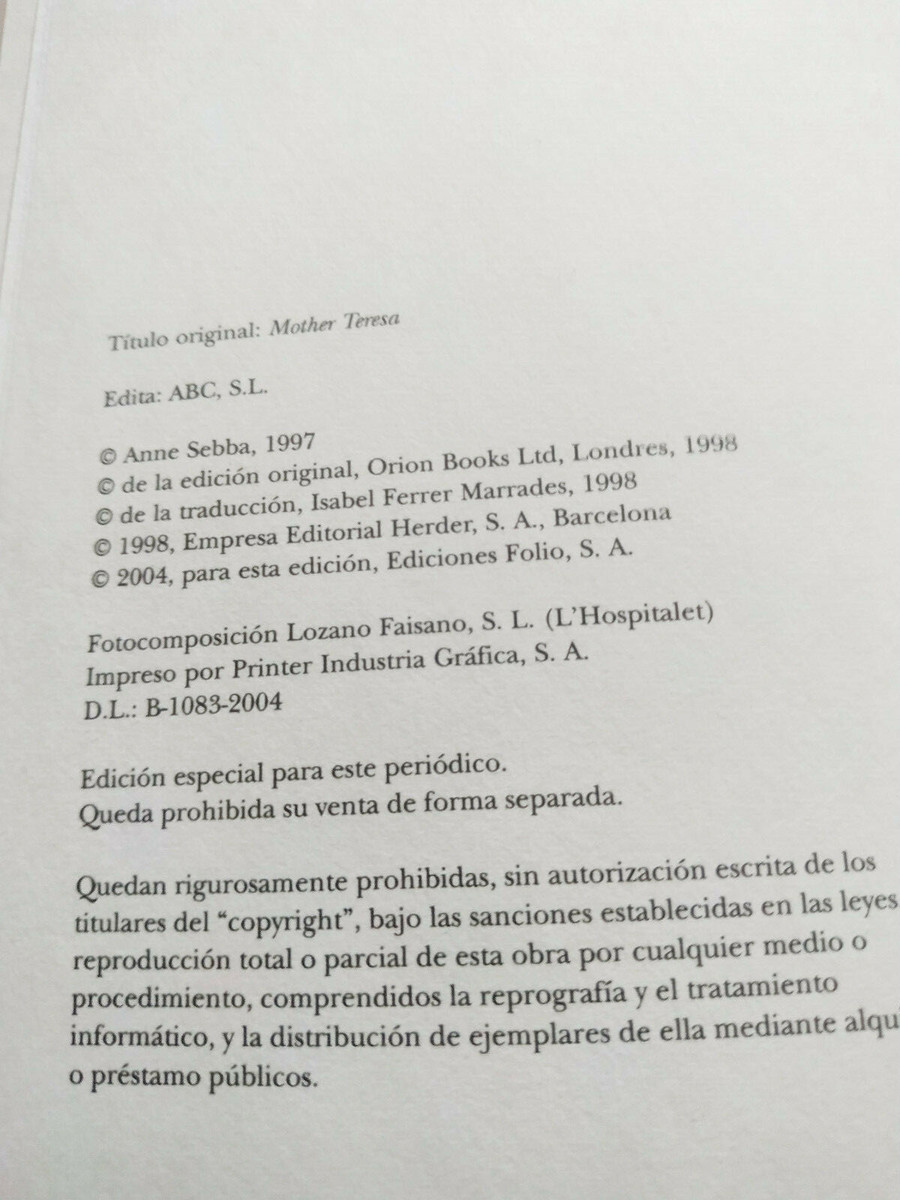 Título original: Mother Teresa
Edita: ABC, S.L.
© Anne Sebba, 1997
© de la edición original, Orion Books Ltd, Londres, 1998
© de la traducción, Isabel Ferrer Marrades, 1998
© 1998, Empresa Editorial Herder, S. A., Barcelona
© 2004, para esta edición, Ediciones Folio, S. A.
Fotocomposición Lozano Faisano, S. L. (L’Hospitalet)
Impreso por Printer Industria Gráfica, S. A.
D.L.: B-1083-2004
Edición especial para este periódico.
Queda prohibida su venta de forma separada.
Quedan rigurosamente prohibidas, sin autorización escrita de los
titulares del “copyright”, bajo las sanciones establecidas en las leyes
reproducción total o parcial de esta obra por cualquier medio o
procedimiento, comprendidos la reprografía y el tratamiento
informático, y la distribución de ejemplares de ella mediante
o préstamo públicos.